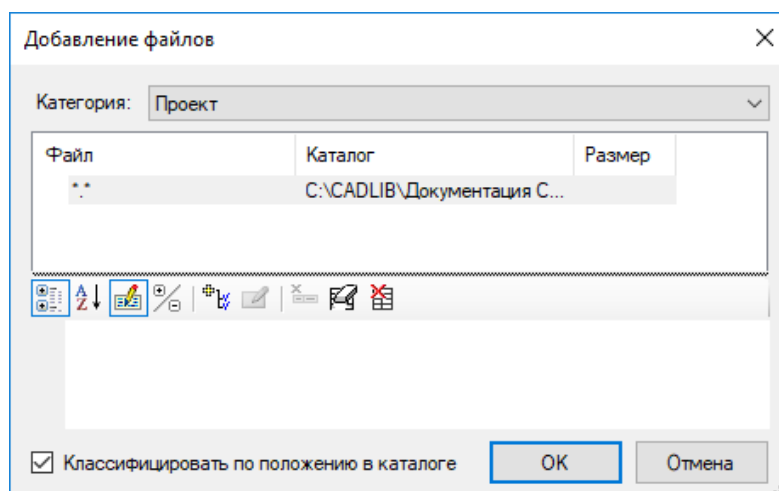 Добавление файлов
Категория: Проект
Файл Каталог Размер
*.* C:\CADLIB\Документация С...
Классифицировать по положению в каталоге OK Отмена